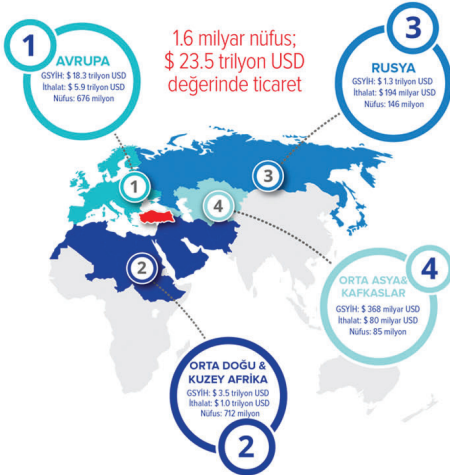 1.6 milyar nüfus;
$ 23.5 trilyon USD
değerinde ticaret
1
AVRUPA
GSYİH: $ 18.3 trilyon USD
İthalat: $ 5.9 trilyon USD
Nüfus: 676 milyon
3
RUSYA
GSYİH: $ 1.3 trilyon USD
İthalat: $ 194 milyar USD
Nüfus: 146 milyon
1
3
4
2
4
ORTA ASYA&
KAFKASLAR
GSYİH: $ 368 milyar USD
İthalat: $ 80 milyar USD
Nüfus: 85 milyon
ORTA DOĞU &
KUZEY AFRİKA
GSYİH: $ 3.5 trilyon USD
İthalat: $ 1.0 trilyon USD
Nüfus: 712 milyon
2